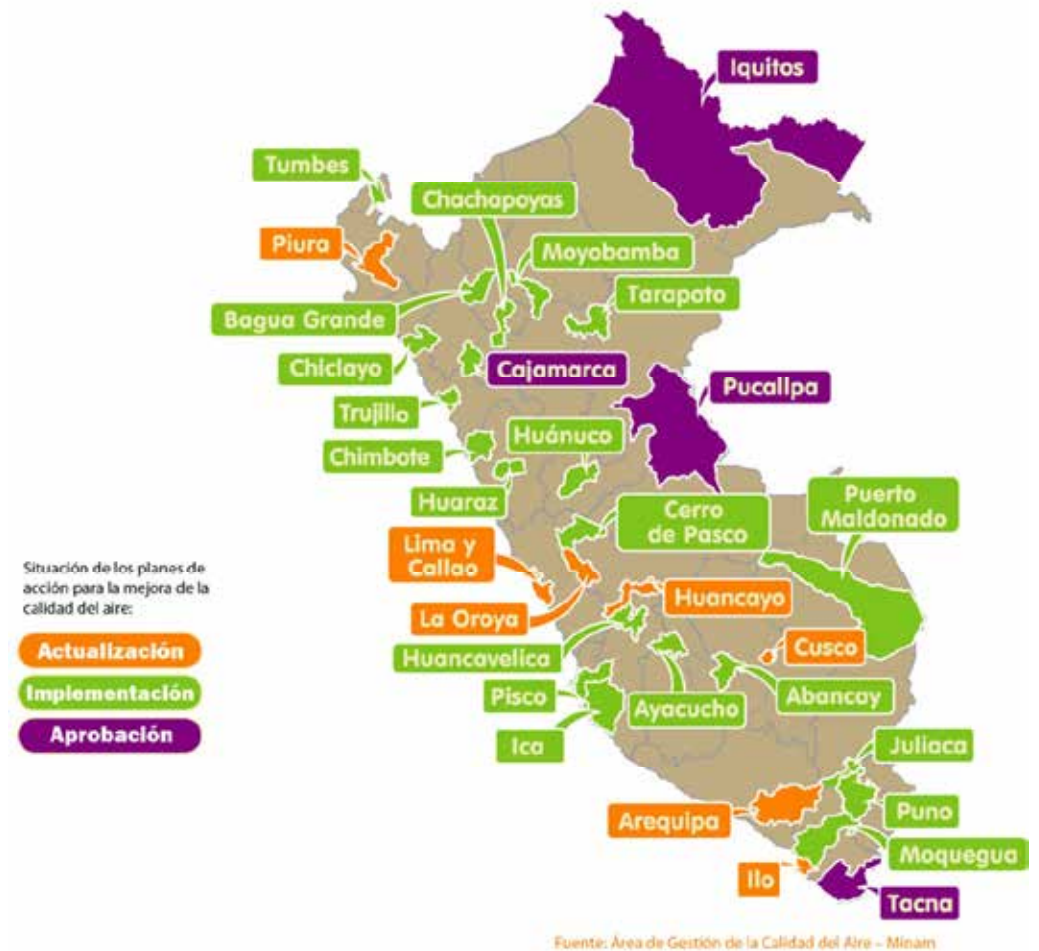 Iquitos
Tumbes
Chachapoyas
Piura
Moyobamba
Tarapoto
Bagua Grande
Chiclayo
Cajamarca
Pucallpa
Trujillo
Huánuco
Chimbote
Huaraz
Puerto
Maldonado
Cerro
de Pasco
Lima y
Callao
Huancayo
La Oroya
Cusco
Huancavelica
Abancay
Pisco
Ayacucho
Ica
Juliaca
Puno
Arequipa
Moquegua
Ilo
Tacna
Situación de los planes de
acción para la mejora de la
calidad del aire:
Actualización
Implementación
Aprobación
Fuente: Área de Gestión de la Calidad del Aire – Minam